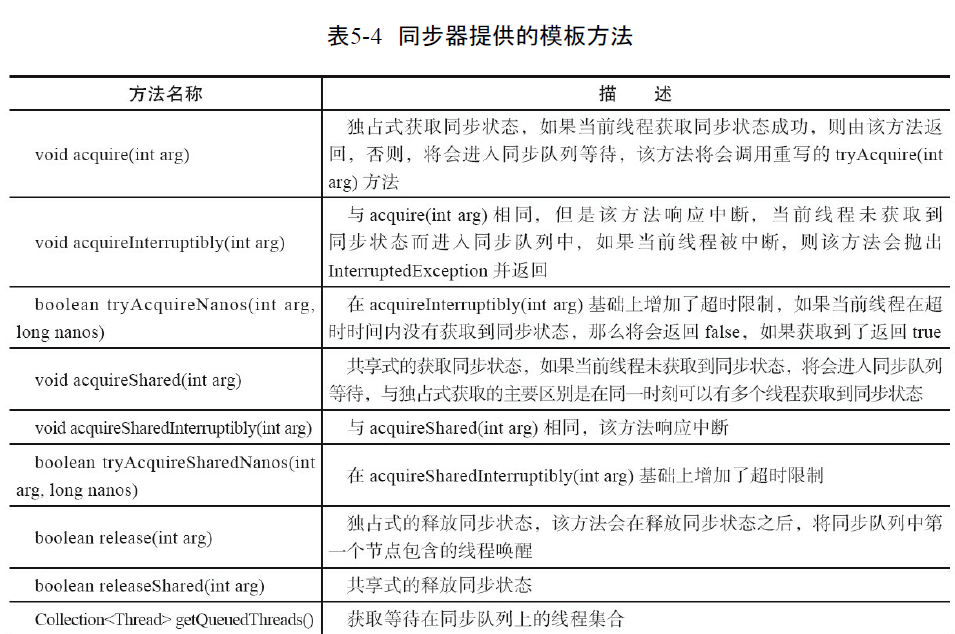 表5-4 同步器提供的模板方法
方法名称
描 述
void acquire(int arg)
独占式获取同步状态，如果当前线程获取同步状态成功，则由该方法返
回，否则，将会进入同步队列等待，该方法将会调用重写的 tryAcquire(int
arg) 方法
void acquireInterruptibly(int arg)
与 acquire(int arg) 相同，但是该方法响应中断，当前线程未获取到
同步状态而进入同步队列中，如果当前线程被中断，则该方法会抛出
InterruptedException 并返回
boolean tryAcquireNanos(int arg,
long nanos)
在 acquireInterruptibly(int arg) 基础上增加了超时限制，如果当前线程在超
时时间内没有获取到同步状态，那么将会返回 false，如果获取到了返回 true
void acquireShared(int arg)
共享式的获取同步状态，如果当前线程未获取到同步状态，将会进入同步队列
等待，与独占式获取的主要区别是在同一时刻可以有多个线程获取到同步状态
void acquireSharedInterruptibly(int arg)
与 acquireShared(int arg) 相同，该方法响应中断
boolean tryAcquireSharedNanos(int
arg, long nanos)
在 acquireSharedInterruptibly(int arg) 基础上增加了超时限制
boolean release(int arg)
独占式的释放同步状态，该方法会在释放同步状态之后，将同步队列中第
一个节点包含的线程唤醒
boolean releaseShared(int arg)
共享式的释放同步状态
Collection<Thread> getQueuedThreads()
获取等待在同步队列上的线程集合